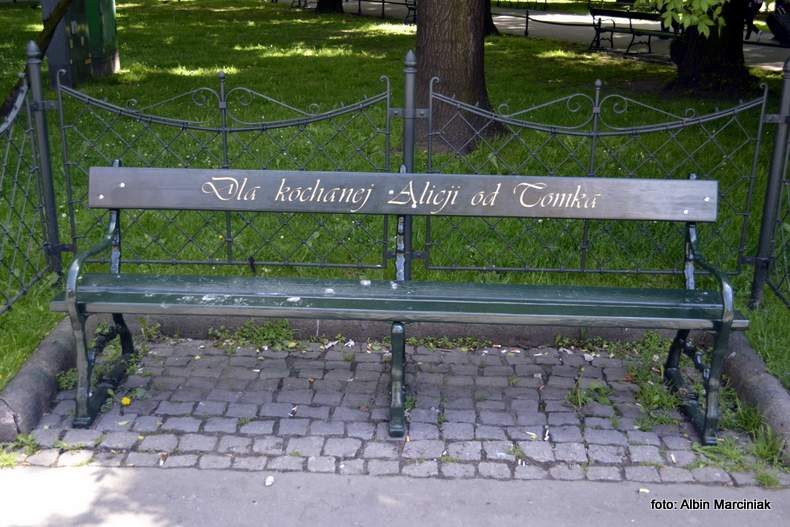 Dla kochanej Alicji od Tomka
foto: Albin Marciniak